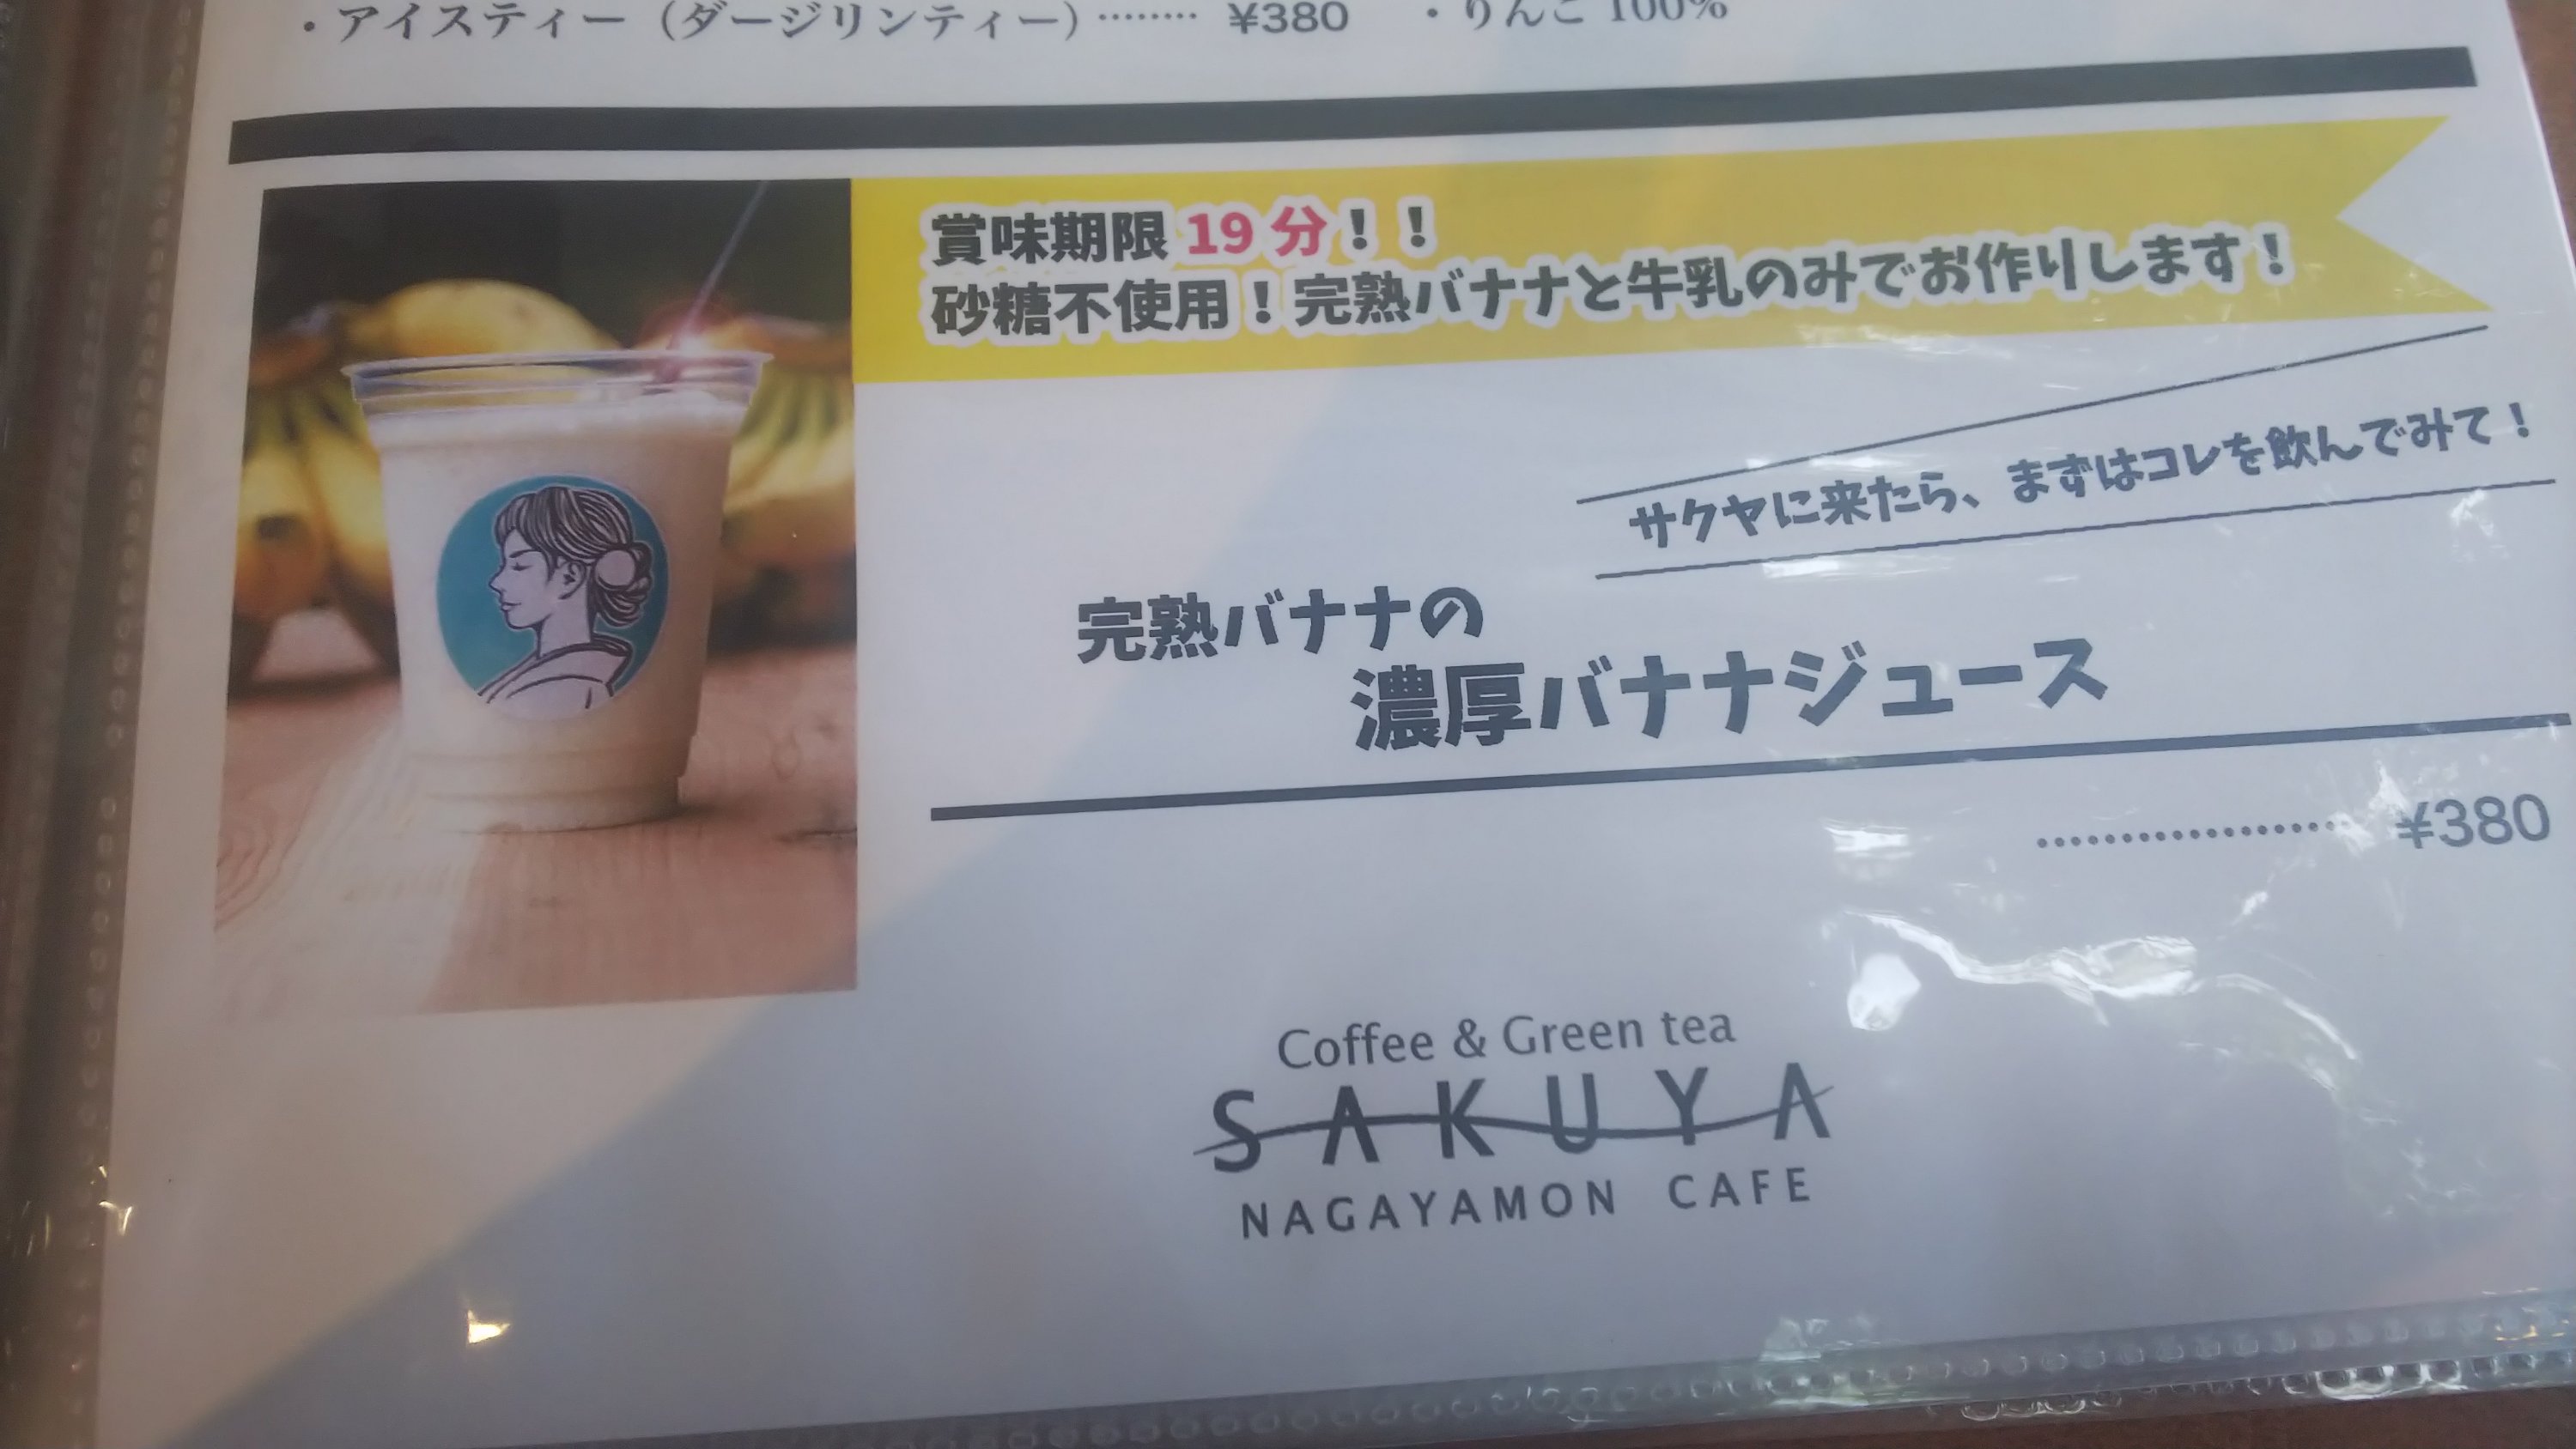 ・アイスティー（ダージリンティー）········ ¥380
・りんご 100%
賞味期限 19 分！！
砂糖不使用！完熟バナナと牛乳のみでお作りします！
サクヤに来たら、まずはコレを飲んでみて！
完熟バナナの
濃厚バナナジュース
··················· ¥380
Coffee & Green tea
SAKUYA
NAGAYAMON CAFE